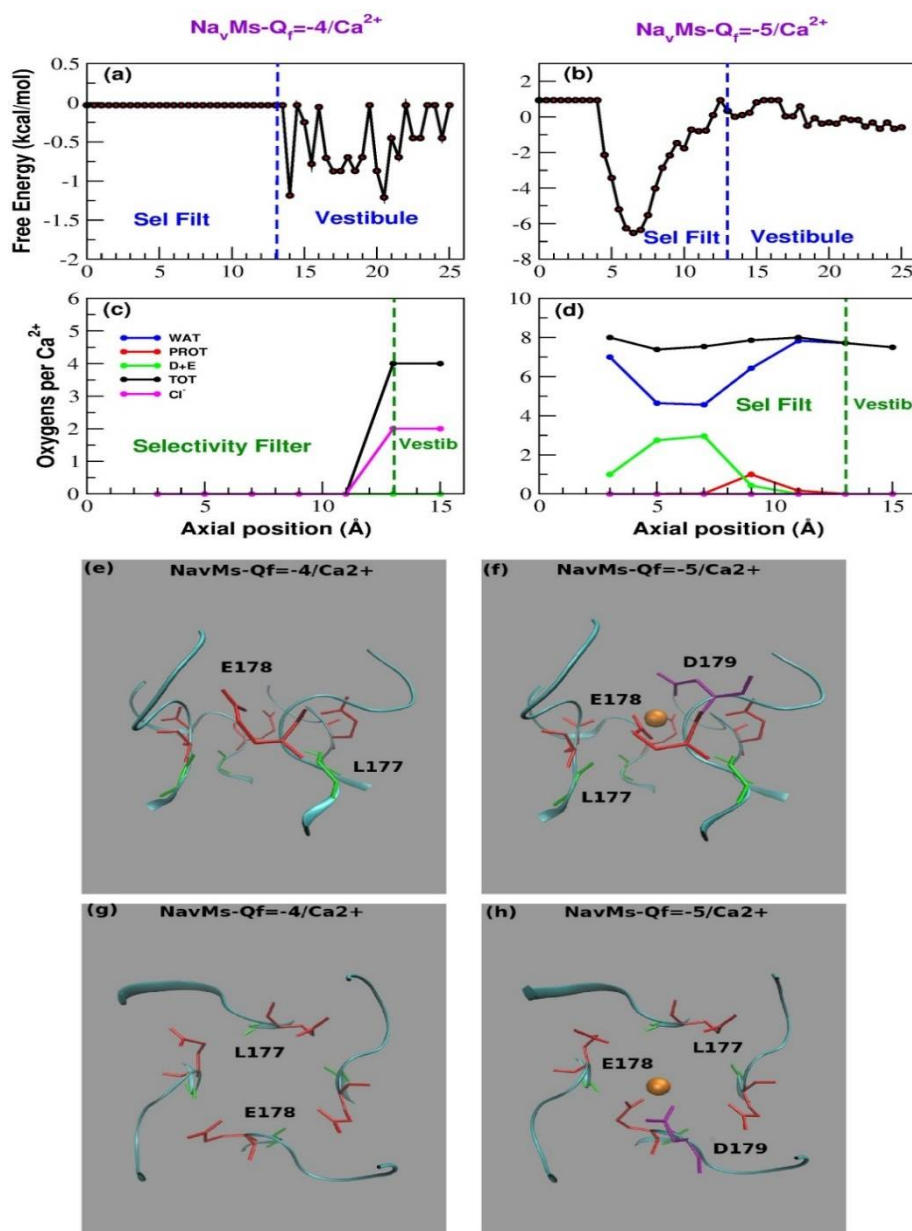 NavMs-Qf=-4/Ca2+
NavMs-Qf=-5/Ca2+
(a)
Free Energy (kcal/mol)
0.5
0
-0.5
-1
-1.5
-2
Sel Filt
Vestibule
0 5 10 15 20 25
(b)
2
0
-2
-4
-6
-8
Sel Filt
Vestibule
0 5 10 15 20 25
(c)
Oxygens per Ca2+
6
5
4
3
2
1
0
WAT
PROT
D+E
TOT
Cl-
Selectivity Filter
Vestib
0 5 10 15
Axial position (Å)
(d)
10
8
6
4
2
0
Sel Filt
Vestib
0 5 10 15
Axial position (Å)
(e) NavMs-Qf=-4/Ca2+
E178
L177
(f) NavMs-Qf=-5/Ca2+
D179
E178
L177
(g) NavMs-Qf=-4/Ca2+
L177
E178
(h) NavMs-Qf=-5/Ca2+
E178
L177
D179